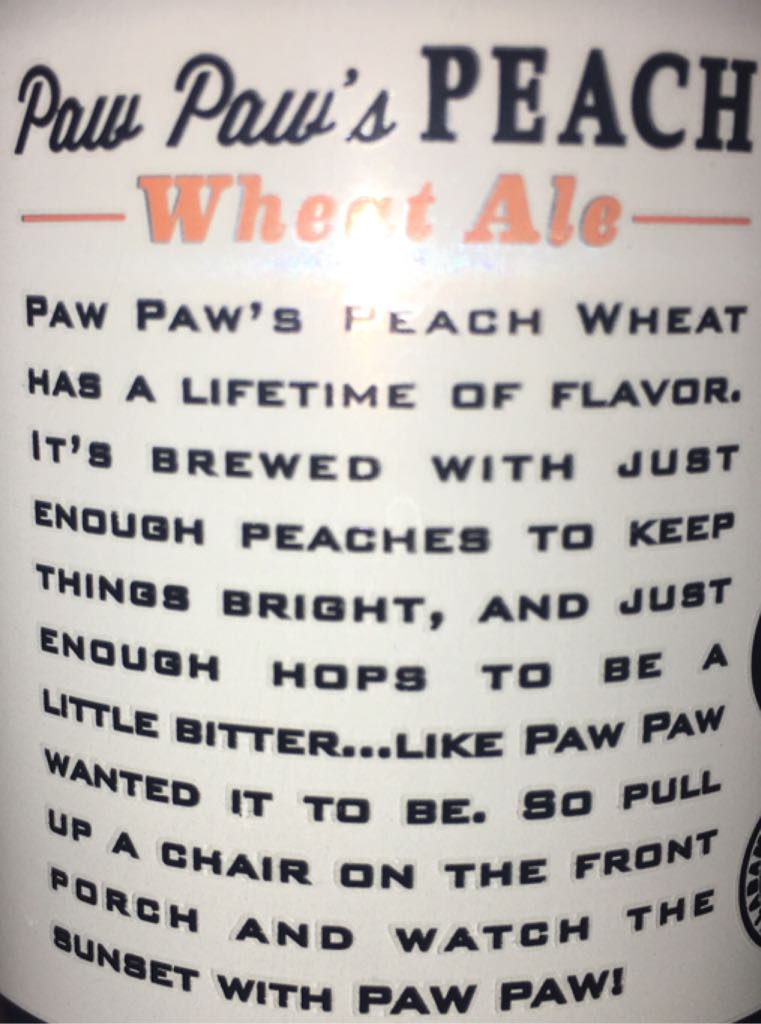 Paw Paw's PEACH
Wheat Ale
PAW PAW'S PEACH WHEAT
HAS A LIFETIME OF FLAVOR.
IT'S BREWED WITH JUST
ENOUGH PEACHES TO KEEP
THINGS BRIGHT, AND JUST
ENOUGH HOPS TO BE A
LITTLE BITTER...LIKE PAW PAW
WANTED IT TO BE. SO PULL
UP A CHAIR ON THE FRONT
PORCH AND WATCH THE
SUNSET WITH PAW PAW!